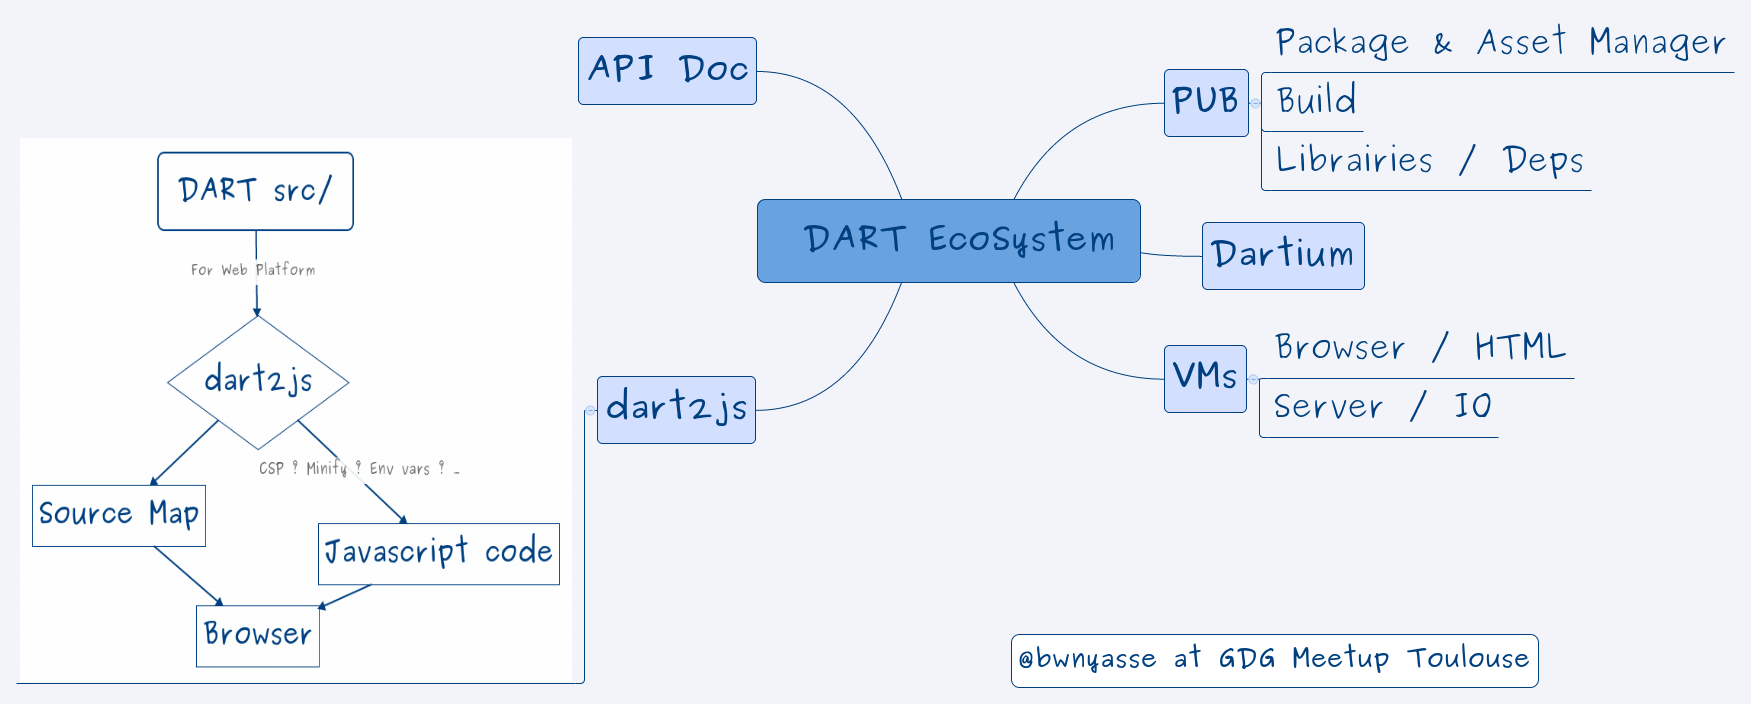 API Doc
Package & Asset Manager
PUB
Build
Librairies / Deps
DART src/
DART EcoSystem
Dartium
For Web Platform
Browser / HTML
VMs
dart2js
dart2js
Server / IO
CSP ? Minify ? Env vars ? …
Source Map
Javascript code
Browser
@bwnyasse at GDG Meetup Toulouse